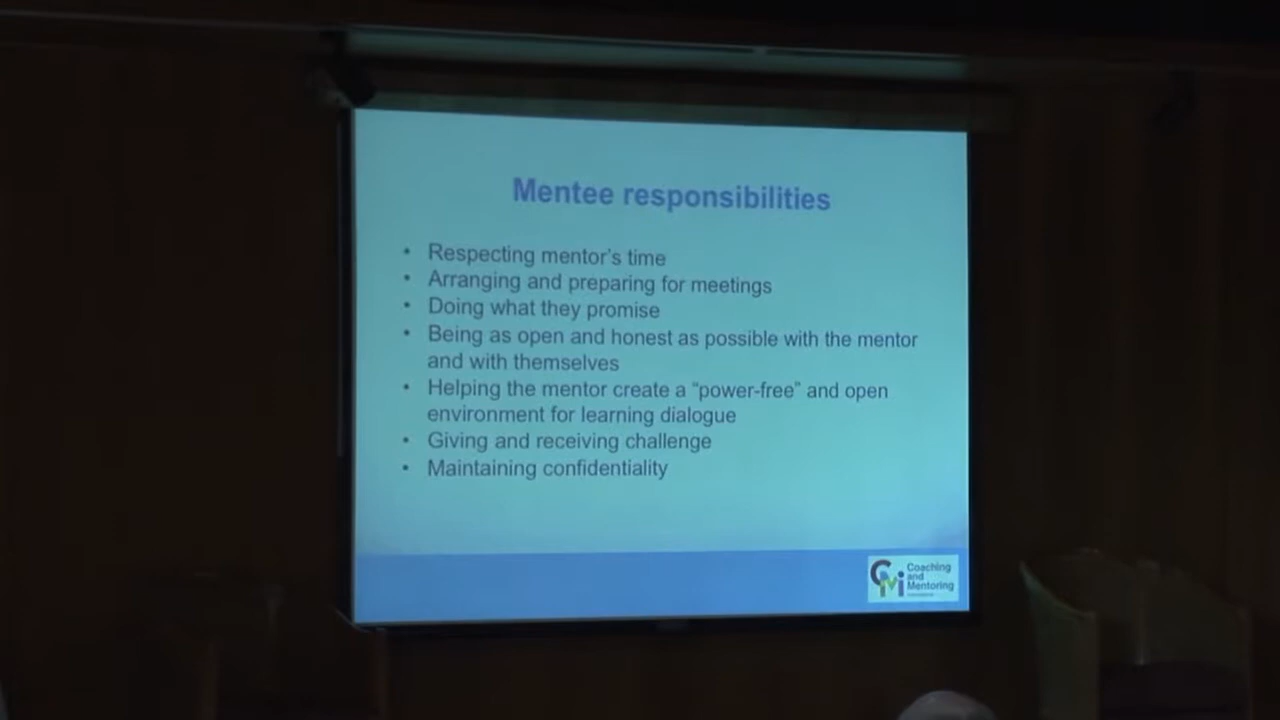 Mentee responsibilities
• Respecting mentor's time
• Arranging and preparing for meetings
• Doing what they promise
• Being as open and honest as possible with the mentor
and with themselves
• Helping the mentor create a "power-free" and open
environment for learning dialogue
• Giving and receiving challenge
• Maintaining confidentiality
CMi
Coaching
and
Mentoring